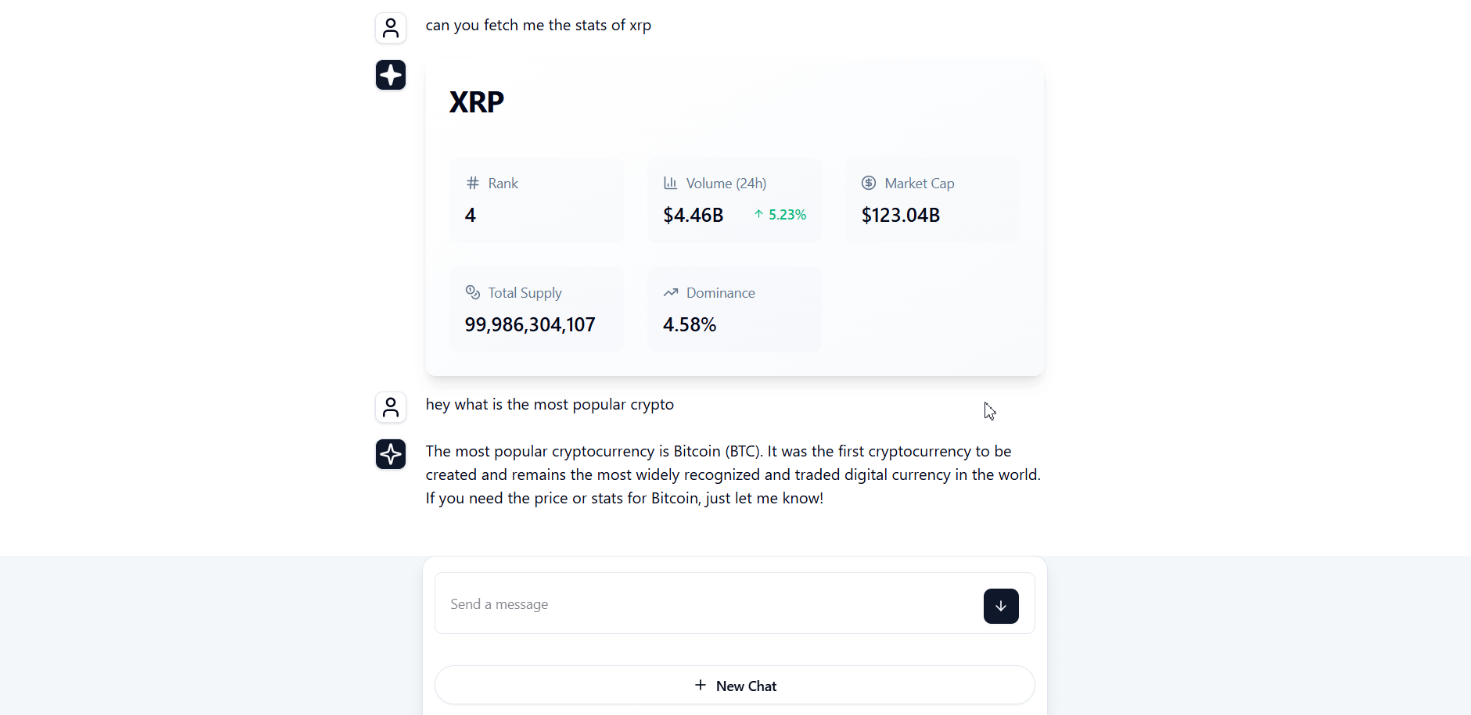 can you fetch me the stats of xrp
XRP
# Rank
4
Volume (24h)
$4.46B ↑ 5.23%
Market Cap
$123.04B
Total Supply
99,986,304,107
Dominance
4.58%
hey what is the most popular crypto
The most popular cryptocurrency is Bitcoin (BTC). It was the first cryptocurrency to be
created and remains the most widely recognized and traded digital currency in the world.
If you need the price or stats for Bitcoin, just let me know!
Send a message
+ New Chat